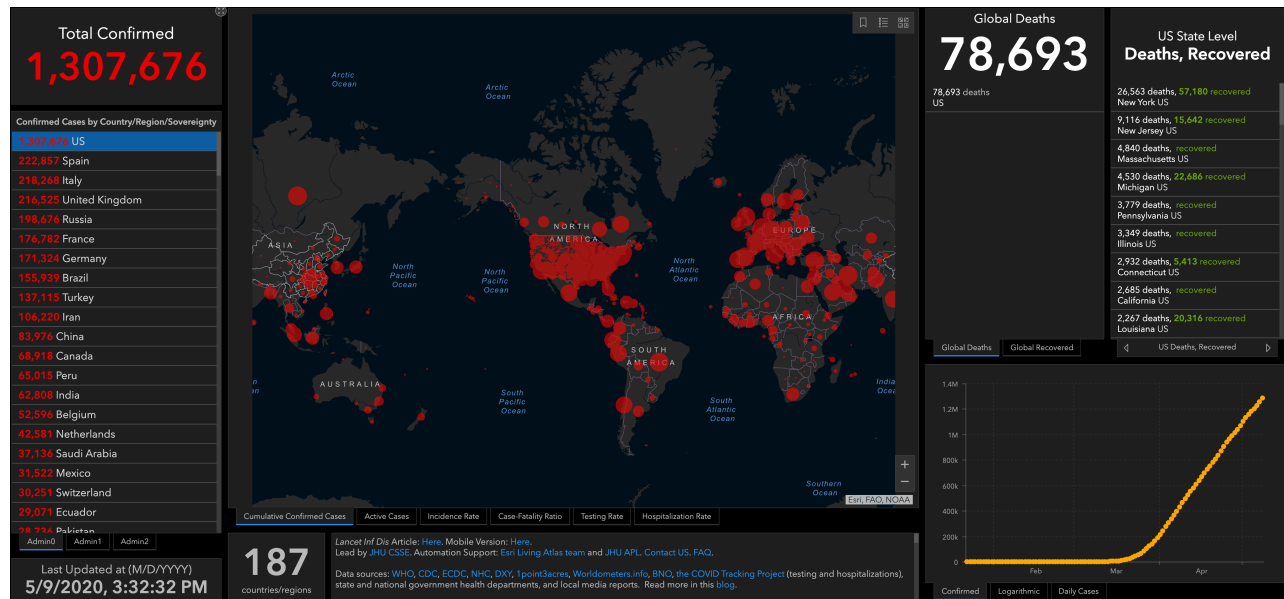 Total Confirmed
1,307,676
Confirmed Cases by Country/Region/Sovereignty
1,307,676 US
222,857 Spain
218,268 Italy
216,525 United Kingdom
198,676 Russia
176,782 France
171,324 Germany
155,939 Brazil
137,115 Turkey
106,220 Iran
83,976 China
68,918 Canada
65,015 Peru
62,808 India
52,596 Belgium
42,581 Netherlands
37,136 Saudi Arabia
31,522 Mexico
30,251 Switzerland
29,071 Ecuador
28,736 Pakistan
Admin0 Admin1 Admin2
Last Updated at (M/D/YYYY)
5/9/2020, 3:32:32 PM
Arctic
Ocean
Arctic
Ocean
NORTH
AMERICA
EUROPE
ASIA
North
Pacific
Ocean
North
Pacific
Ocean
North
Atlantic
Ocean
AFRICA
SOUTH
AMERICA
AUSTRALIA
South
Pacific
Ocean
South
Atlantic
Ocean
India
Ocea
Southern
Ocean
+
−
Esri, FAO, NOAA
Cumulative Confirmed Cases Active Cases Incidence Rate Case-Fatality Ratio Testing Rate Hospitalization Rate
187
countries/regions
Lancet Inf Dis Article: Here. Mobile Version: Here.
Lead by JHU CSSE. Automation Support: Esri Living Atlas team and JHU APL. Contact US. FAQ.
Data sources: WHO, CDC, ECDC, NHC, DXY, 1point3acres, Worldometers.info, BNO, the COVID Tracking Project (testing and hospitalizations),
state and national government health departments, and local media reports. Read more in this blog.
Global Deaths
78,693
78,693 deaths
US
Global Deaths Global Recovered
US State Level
Deaths, Recovered
26,563 deaths, 57,180 recovered
New York US
9,116 deaths, 15,642 recovered
New Jersey US
4,840 deaths, recovered
Massachusetts US
4,530 deaths, 22,686 recovered
Michigan US
3,779 deaths, recovered
Pennsylvania US
3,349 deaths, recovered
Illinois US
2,932 deaths, 5,413 recovered
Connecticut US
2,685 deaths, recovered
California US
2,267 deaths, 20,316 recovered
Louisiana US
US Deaths, Recovered
1.4M
1.2M
1M
800k
600k
400k
200k
0
Feb Mar Apr
Confirmed Logarithmic Daily Cases